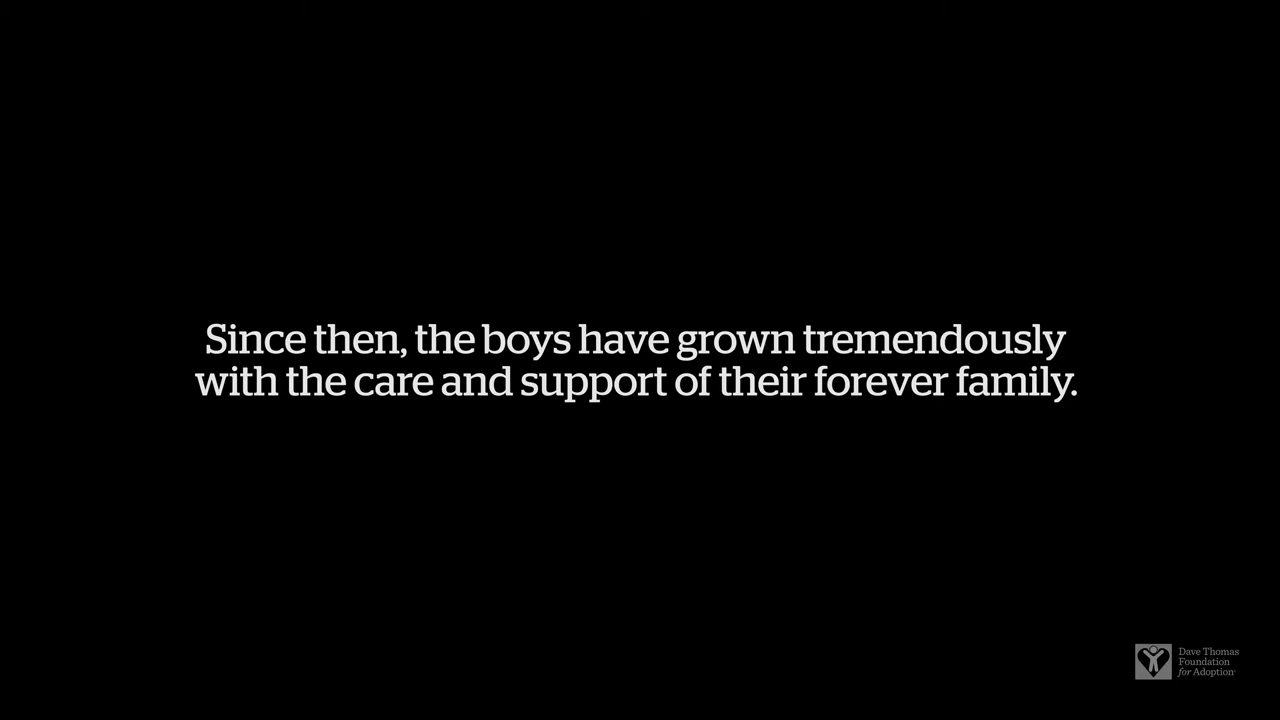 Since then, the boys have grown tremendously
with the care and support of their forever family.
Dave Thomas
Foundation
for Adoption